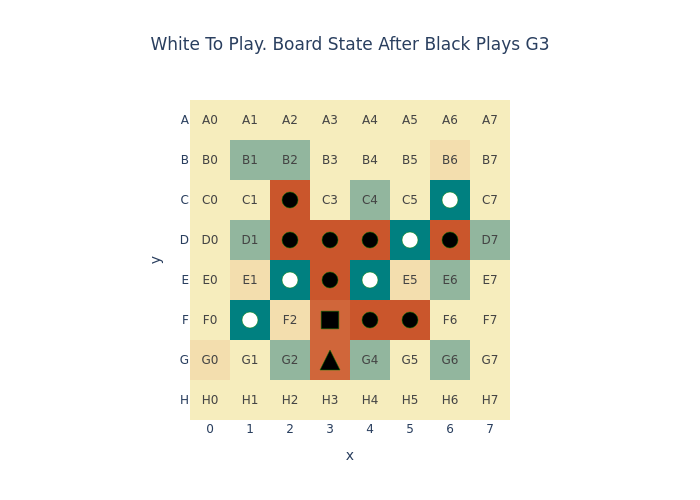 White To Play. Board State After Black Plays G3
A A0 A1 A2 A3 A4 A5 A6 A7
B B0 B1 B2 B3 B4 B5 B6 B7
C C0 C1 C3 C4 C5 C7
D D0 D1 D7
E E0 E1 E5 E6 E7
F F0 F2 F6 F7
G G0 G1 G2 G4 G5 G6 G7
H H0 H1 H2 H3 H4 H5 H6 H7
0 1 2 3 4 5 6 7
x
y